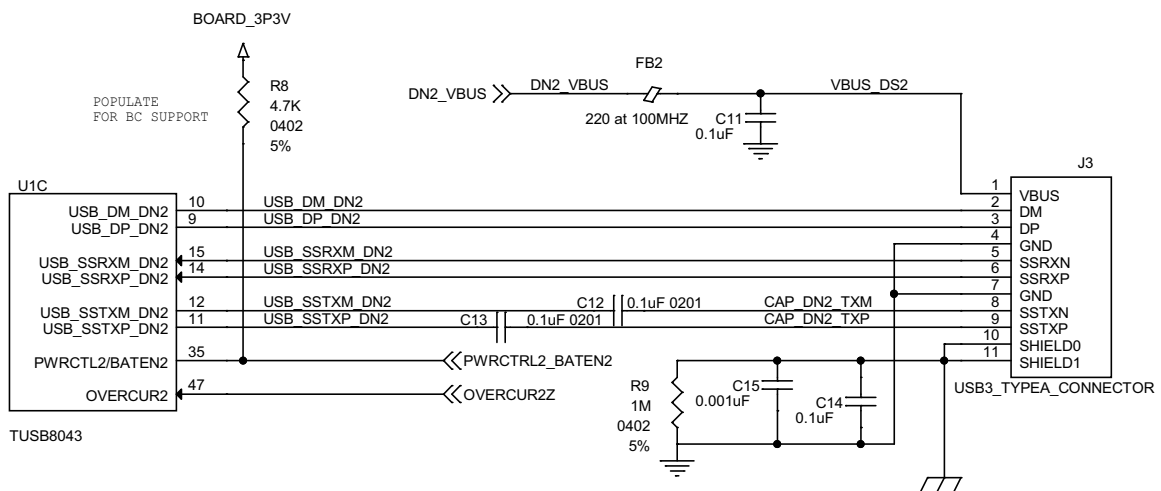 BOARD_3P3V
R8
4.7K
0402
5%
POPULATE
FOR BC SUPPORT
FB2
DN2_VBUS
DN2_VBUS
VBUS_DS2
220 at 100MHZ
C11
0.1uF
J3
U1C
USB_DM_DN2
10
USB_DM_DN2
USB_DP_DN2
9
USB_DP_DN2
USB_SSRXM_DN2
15
USB_SSRXM_DN2
USB_SSRXP_DN2
14
USB_SSRXP_DN2
USB_SSTXM_DN2
12
USB_SSTXM_DN2
C12
0.1uF 0201
CAP_DN2_TXM
USB_SSTXP_DN2
11
USB_SSTXP_DN2
C13
0.1uF 0201
CAP_DN2_TXP
PWRCTL2/BATEN2
35
PWRCTRL2_BATEN2
OVERCUR2
47
OVERCUR2Z
TUSB8043
1
VBUS
2
DM
3
DP
4
GND
5
SSRXN
6
SSRXP
7
GND
8
SSTXN
9
SSTXP
10
SHIELD0
11
SHIELD1
USB3_TYPEA_CONNECTOR
R9
1M
0402
5%
C15
0.001uF
C14
0.1uF